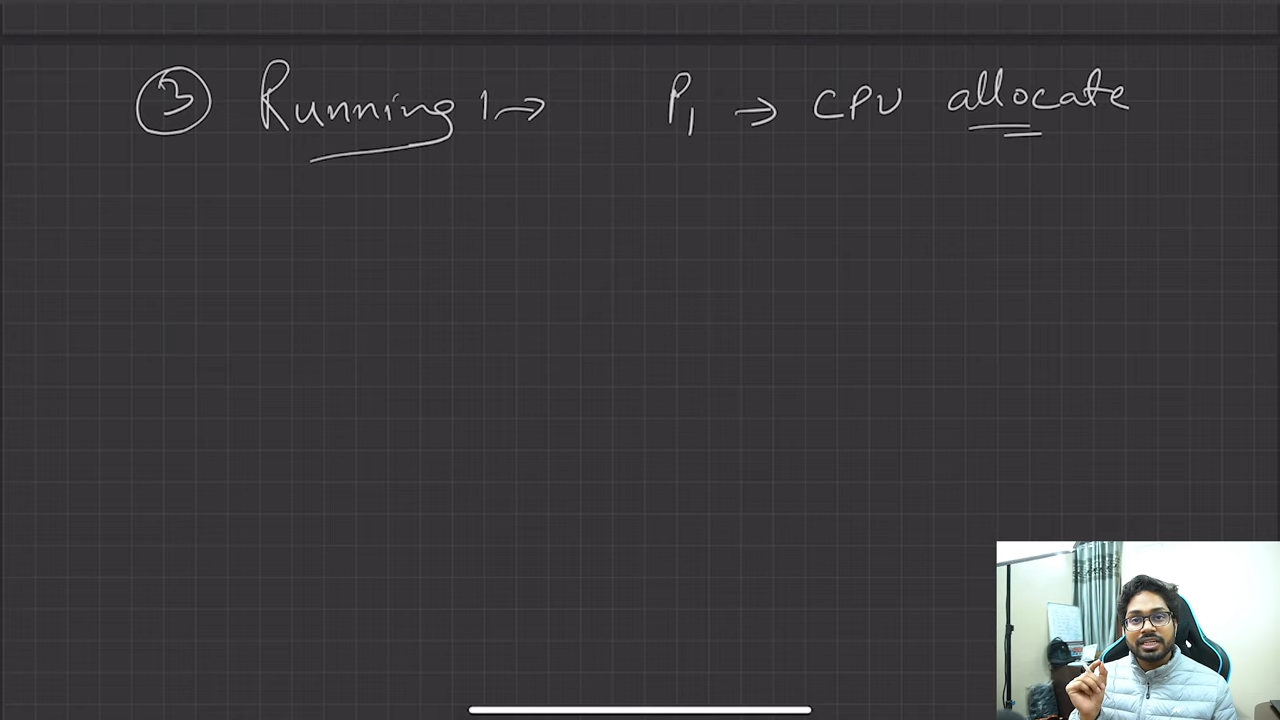 ③ Running :→ P₁ → CPU allocate